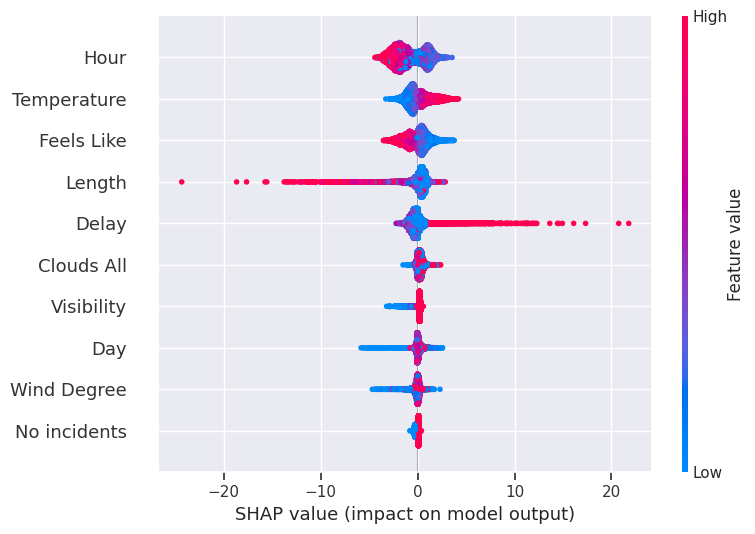 High
Hour
Temperature
Feels Like
Length
Delay
Clouds All
Visibility
Day
Wind Degree
No incidents
Feature value
Low
−20 −10 0 10 20
SHAP value (impact on model output)